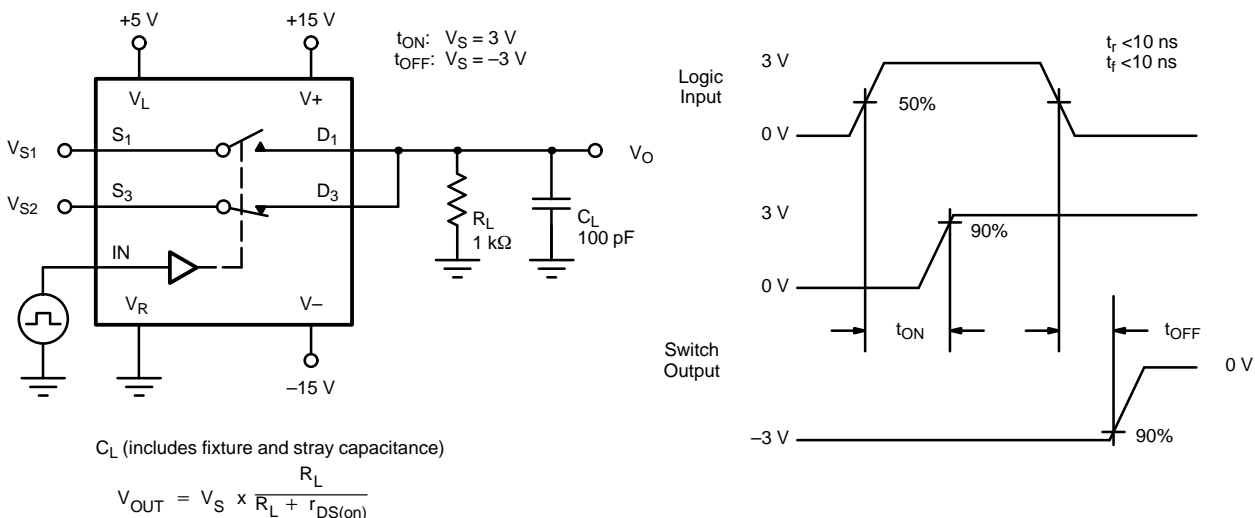 +5 V
+15 V
tON: VS = 3 V
tOFF: VS = –3 V
VL
V+
VS1
S1
D1
VO
VS2
S3
D3
RL
1 kΩ
CL
100 pF
IN
VR
V–
–15 V
CL (includes fixture and stray capacitance)
VOUT = VS x RL / RL + rDS(on)
tr <10 ns
tf <10 ns
Logic
Input
3 V
50%
0 V
3 V
90%
0 V
tON
tOFF
Switch
Output
0 V
–3 V
90%